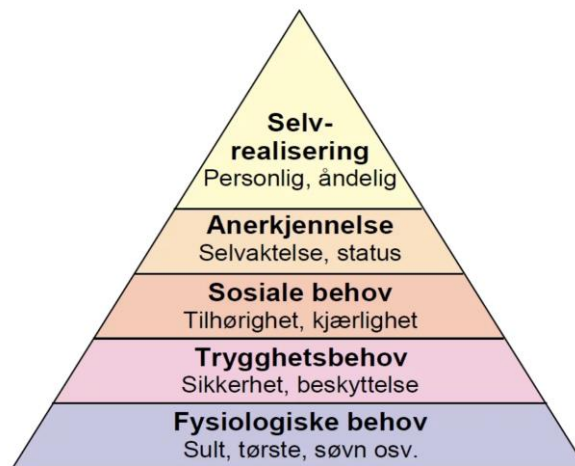 Selv-
realisering
Personlig, åndelig
Anerkjennelse
Selvaktelse, status
Sosiale behov
Tilhørighet, kjærlighet
Trygghetsbehov
Sikkerhet, beskyttelse
Fysiologiske behov
Sult, tørste, søvn osv.